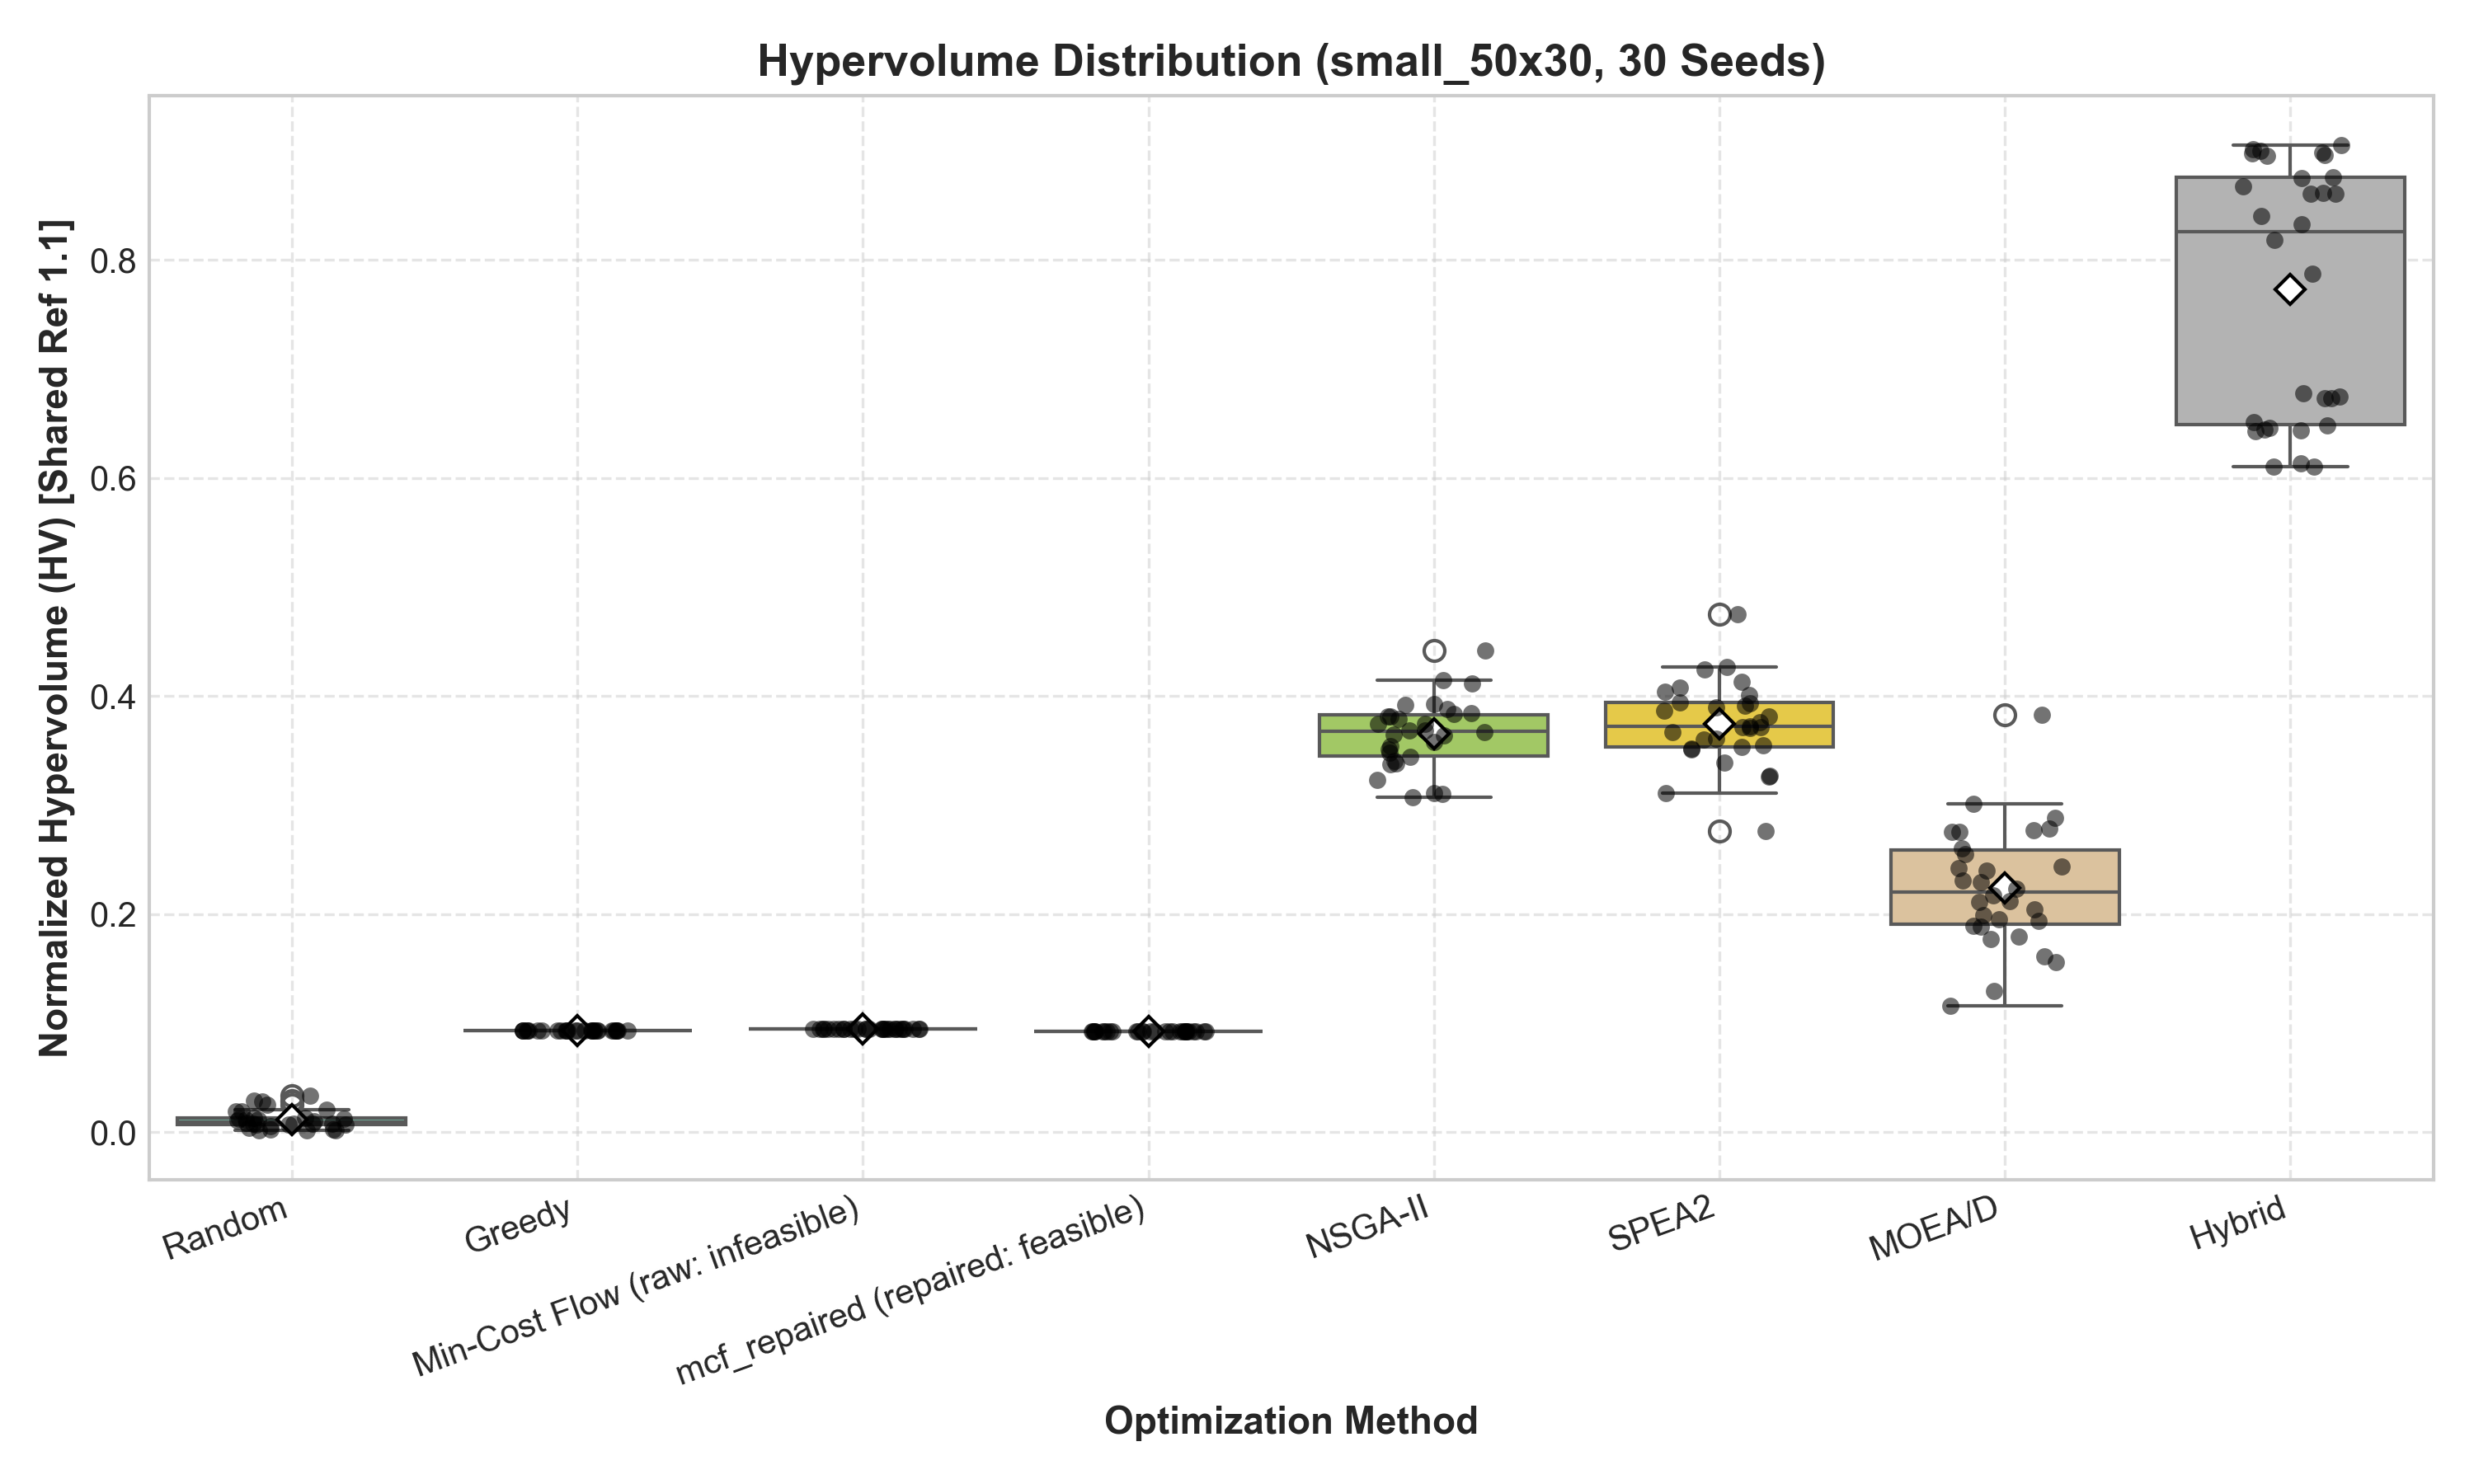 Hypervolume Distribution (small_50x30, 30 Seeds)
Normalized Hypervolume (HV) [Shared Ref 1.1]
0.8
0.6
0.4
0.2
0.0
Random
Greedy
Min-Cost Flow (raw: infeasible)
mcf_repaired (repaired: feasible)
NSGA-II
SPEA2
MOEA/D
Hybrid
Optimization Method